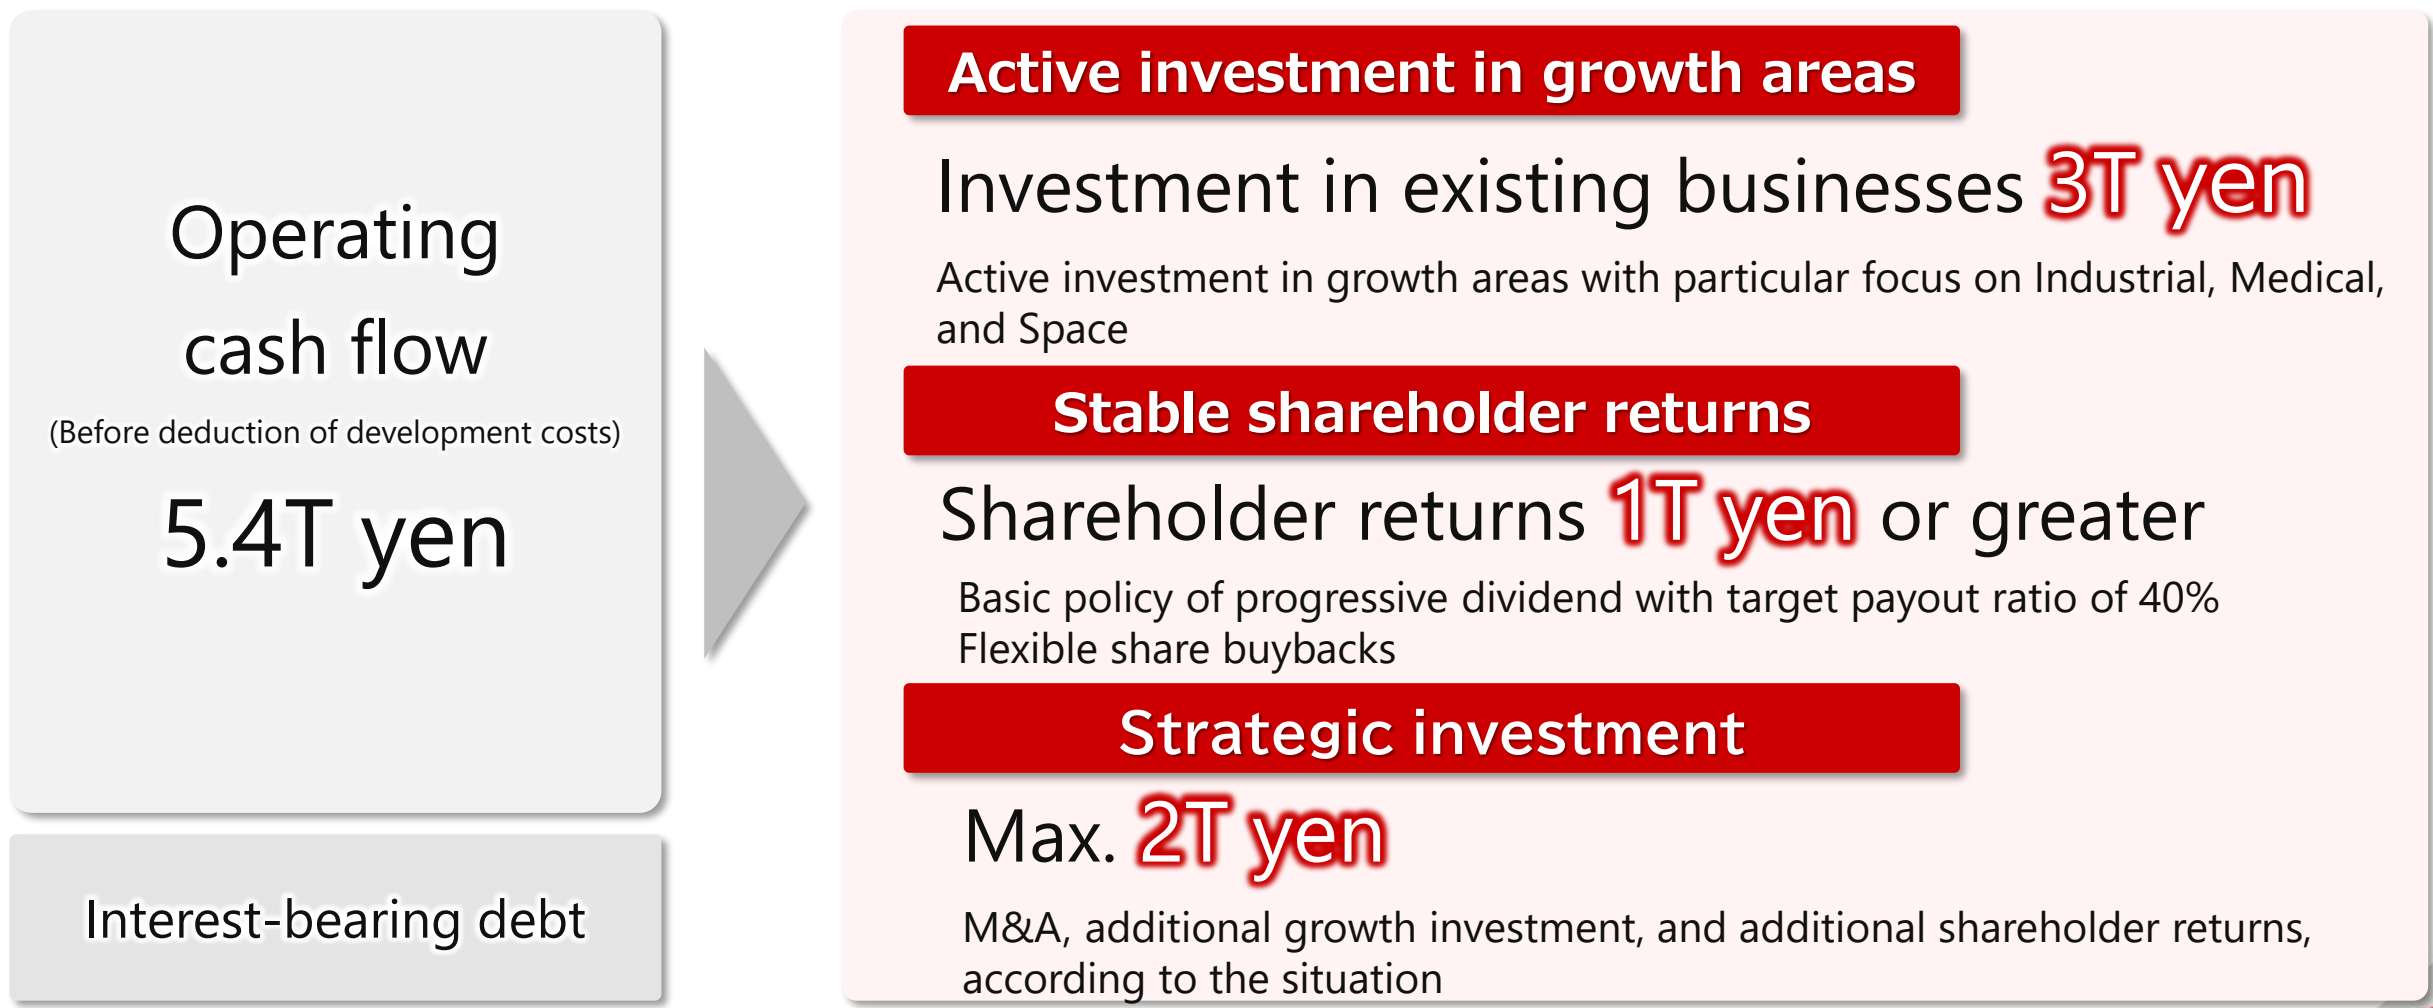 Operating
cash flow
(Before deduction of development costs)
5.4T yen
Interest-bearing debt
Active investment in growth areas
Investment in existing businesses 3T yen
Active investment in growth areas with particular focus on Industrial, Medical,
and Space
Stable shareholder returns
Shareholder returns 1T yen or greater
Basic policy of progressive dividend with target payout ratio of 40%
Flexible share buybacks
Strategic investment
Max. 2T yen
M&A, additional growth investment, and additional shareholder returns,
according to the situation